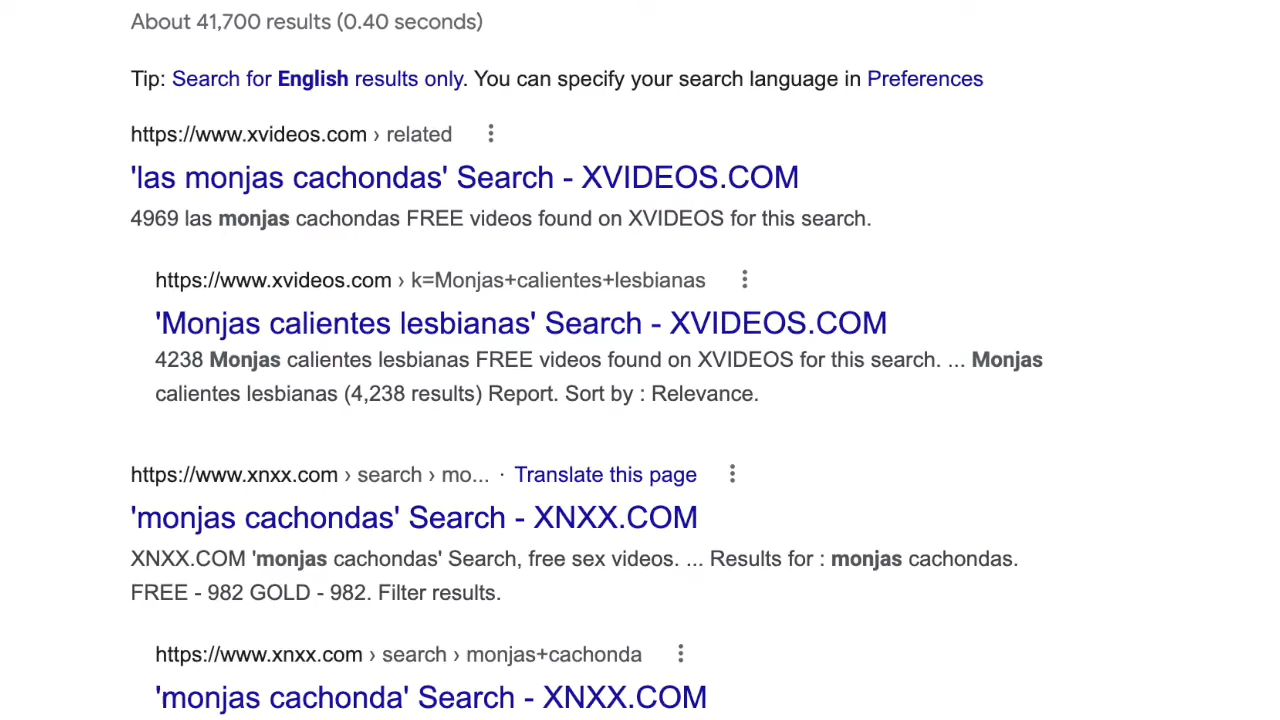 About 41,700 results (0.40 seconds)
Tip: Search for English results only. You can specify your search language in Preferences
https://www.xvideos.com › related
'las monjas cachondas' Search - XVIDEOS.COM
4969 las monjas cachondas FREE videos found on XVIDEOS for this search.
https://www.xvideos.com › k=Monjas+calientes+lesbianas
'Monjas calientes lesbianas' Search - XVIDEOS.COM
4238 Monjas calientes lesbianas FREE videos found on XVIDEOS for this search. ... Monjas
calientes lesbianas (4,238 results) Report. Sort by : Relevance.
https://www.xnxx.com › search › mo... · Translate this page
'monjas cachondas' Search - XNXX.COM
XNXX.COM 'monjas cachondas' Search, free sex videos. ... Results for : monjas cachondas.
FREE - 982 GOLD - 982. Filter results.
https://www.xnxx.com › search › monjas+cachonda
'monjas cachonda' Search - XNXX.COM